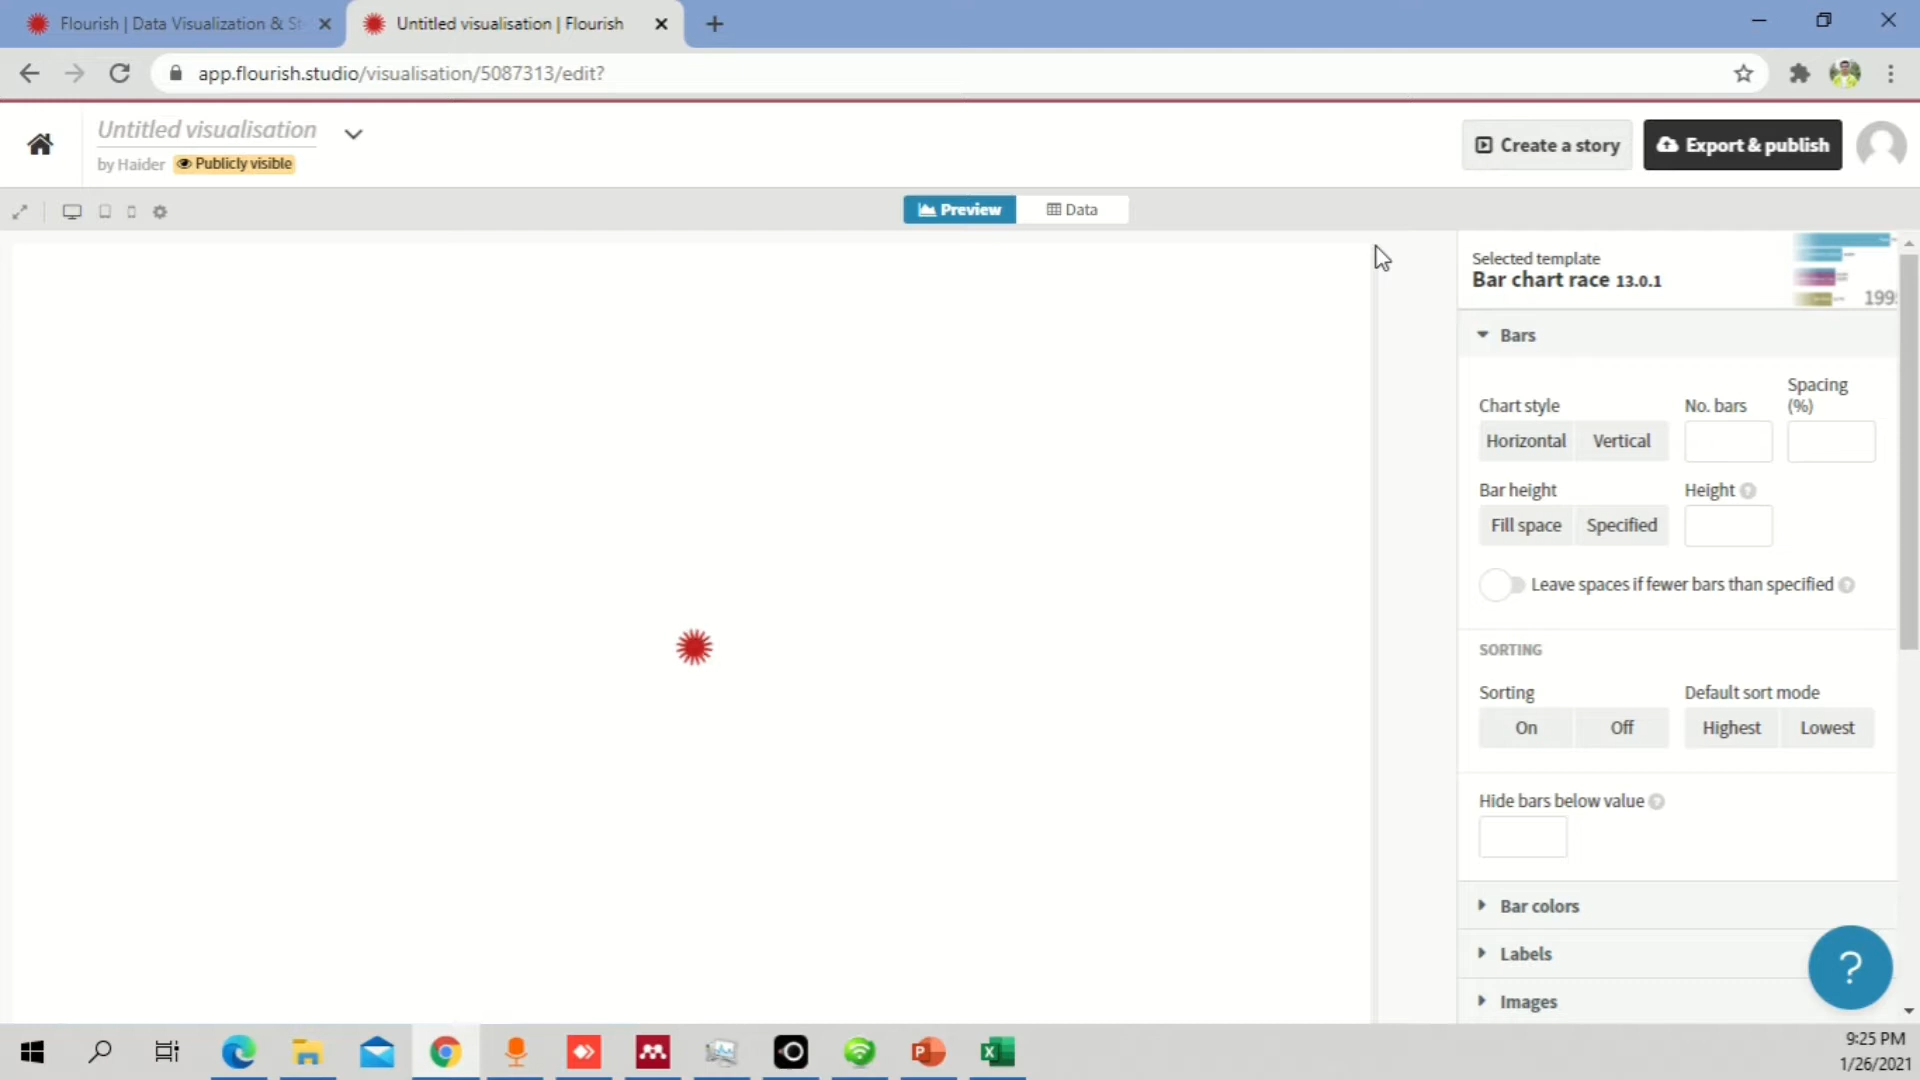 Flourish | Data Visualization & St
Untitled visualisation | Flourish
app.flourish.studio/visualisation/5087313/edit?
Untitled visualisation
by Haider
Publicly visible
Create a story
Export & publish
Preview
Data
Selected template
Bar chart race 13.0.1
199
Bars
Chart style
No. bars
Spacing
(%)
Horizontal
Vertical
Bar height
Height ?
Fill space
Specified
Leave spaces if fewer bars than specified ?
SORTING
Sorting
Default sort mode
On
Off
Highest
Lowest
Hide bars below value ?
Bar colors
Labels
Images
?
9:25 PM
1/26/2021